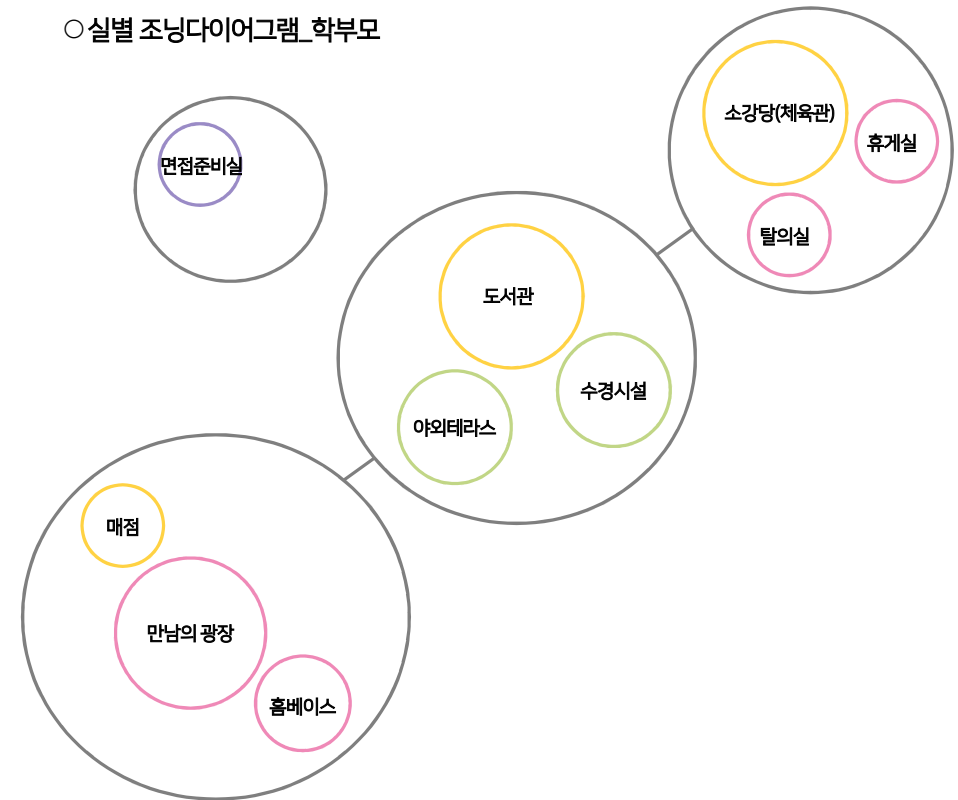 ○ 실별 조닝다이어그램_학부모
소강당(체육관)
휴게실
면접준비실
탈의실
도서관
수경시설
야외테라스
매점
만남의 광장
홈베이스